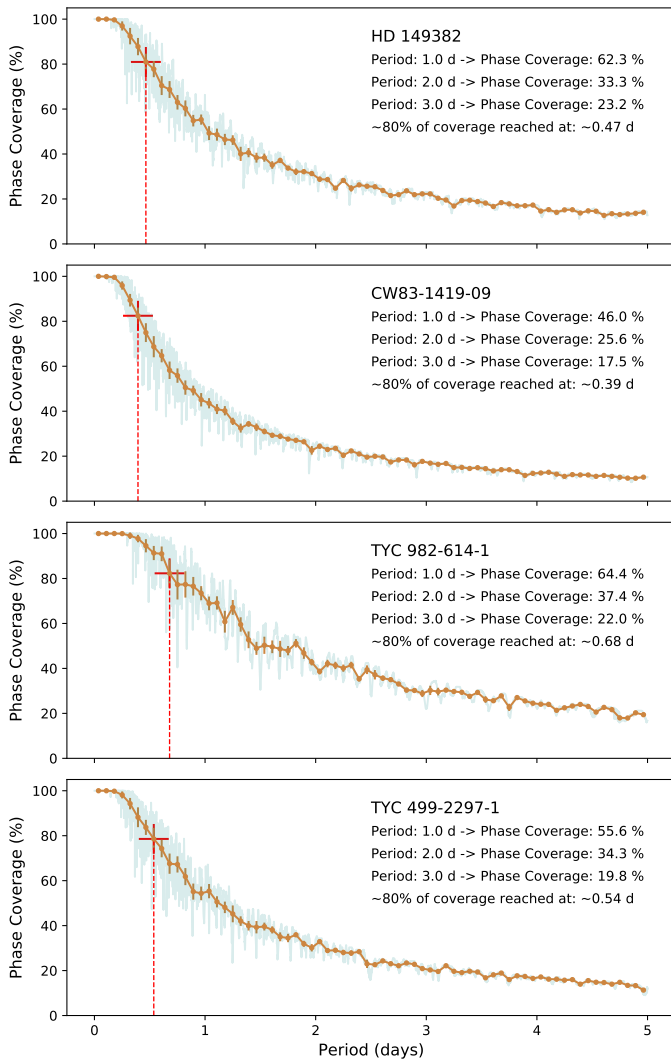 HD 149382
Period: 1.0 d -> Phase Coverage: 62.3 %
Period: 2.0 d -> Phase Coverage: 33.3 %
Period: 3.0 d -> Phase Coverage: 23.2 %
~80% of coverage reached at: ~0.47 d
Phase Coverage (%)
100
80
60
40
20
0
CW83-1419-09
Period: 1.0 d -> Phase Coverage: 46.0 %
Period: 2.0 d -> Phase Coverage: 25.6 %
Period: 3.0 d -> Phase Coverage: 17.5 %
~80% of coverage reached at: ~0.39 d
Phase Coverage (%)
100
80
60
40
20
0
TYC 982-614-1
Period: 1.0 d -> Phase Coverage: 64.4 %
Period: 2.0 d -> Phase Coverage: 37.4 %
Period: 3.0 d -> Phase Coverage: 22.0 %
~80% of coverage reached at: ~0.68 d
Phase Coverage (%)
100
80
60
40
20
0
TYC 499-2297-1
Period: 1.0 d -> Phase Coverage: 55.6 %
Period: 2.0 d -> Phase Coverage: 34.3 %
Period: 3.0 d -> Phase Coverage: 19.8 %
~80% of coverage reached at: ~0.54 d
Phase Coverage (%)
100
80
60
40
20
0
0 1 2 3 4 5
Period (days)